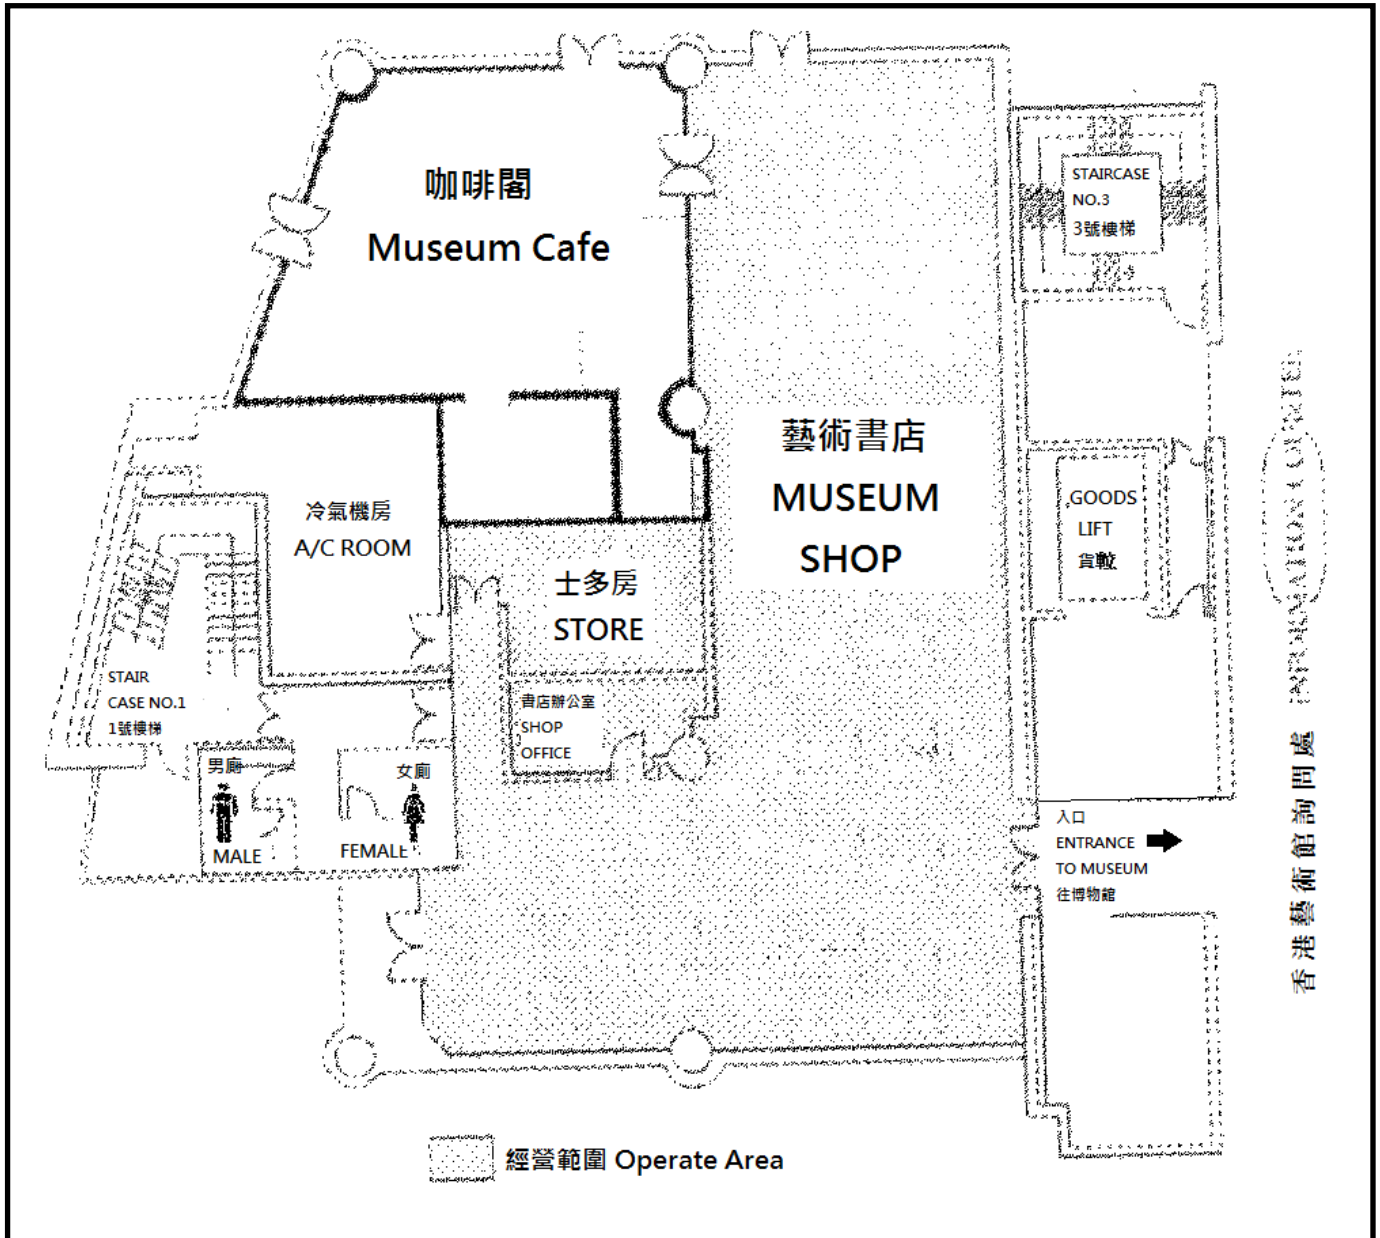 咖啡閣
Museum Cafe
STAIRCASE
NO.3
3號樓梯
藝術書店
MUSEUM
SHOP
GOODS
LIFT
貨䢂
冷氣機房
A/C ROOM
士多房
STORE
STAIR
CASE NO.1
1號樓梯
書店辦公室
SHOP
OFFICE
男廁
MALE
女廁
FEMALE
入口
ENTRANCE
TO MUSEUM
往博物館
INFORMATION COUNTER
香港藝術館詢問處
經營範圍 Operate Area